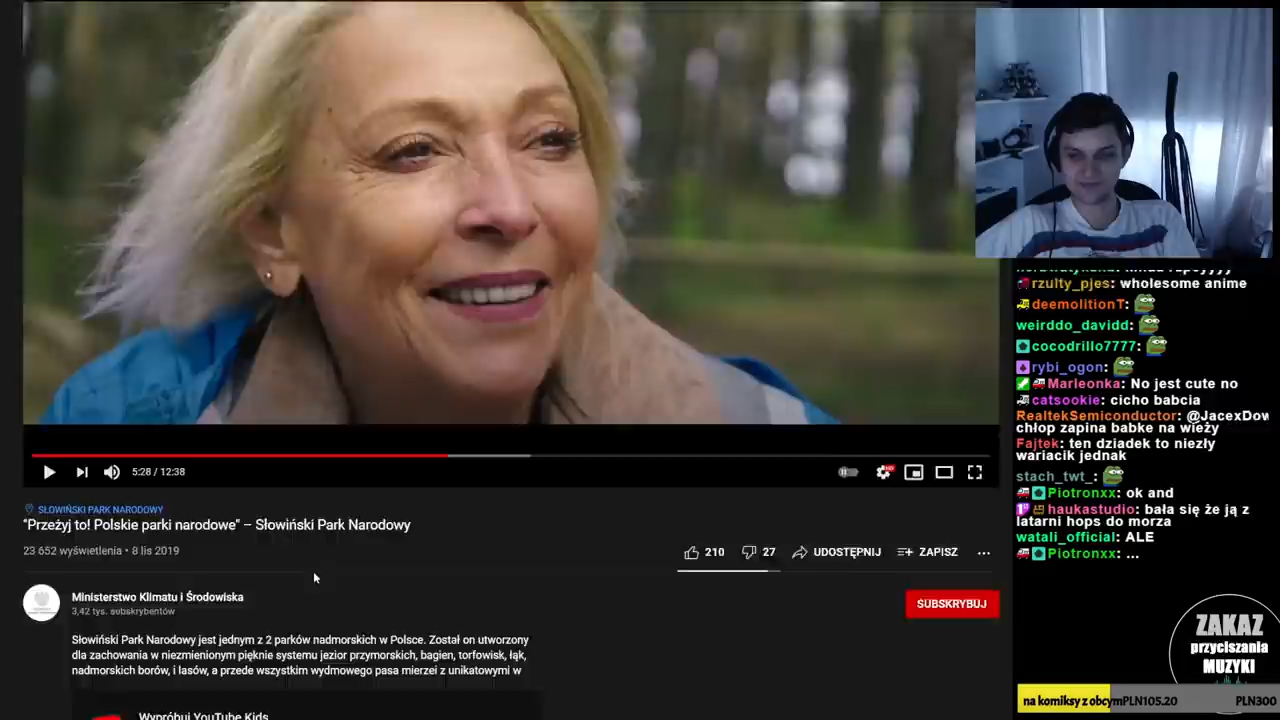 rzulty_pjes: wholesome anime
deemolitionT:
weirddo_davidd:
cocodrillo7777:
rybi_ogon:
Marleonka: No jest cute no
catsookie: cicho babcia
RealtekSemiconductor: @JacexDow
chłop zapina babke na wieży
Fajtek: ten dziadek to niezły
wariacik jednak
stach_twt_:
Piotronxx: ok and
haukastudio: bała się że ją z
latarni hops do morza
watali_official: ALE
Piotronxx: ...
5:28 / 12:38
SŁOWIŃSKI PARK NARODOWY
"Przeżyj to! Polskie parki narodowe" – Słowiński Park Narodowy
23 652 wyświetlenia • 8 lis 2019
210 27 UDOSTĘPNIJ ZAPISZ
Ministerstwo Klimatu i Środowiska
3,42 tys. subskrybentów
SUBSKRYBUJ
Słowiński Park Narodowy jest jednym z 2 parków nadmorskich w Polsce. Został on utworzony
dla zachowania w niezmienionym pięknie systemu jezior przymorskich, bagien, torfowisk, łąk,
nadmorskich borów, i lasów, a przede wszystkim wydmowego pasa mierzei z unikatowymi w
Wypróbuj YouTube Kids
ZAKAZ
przyciszania
MUZYKI
na komiksy z obcymPLN105.20 PLN300